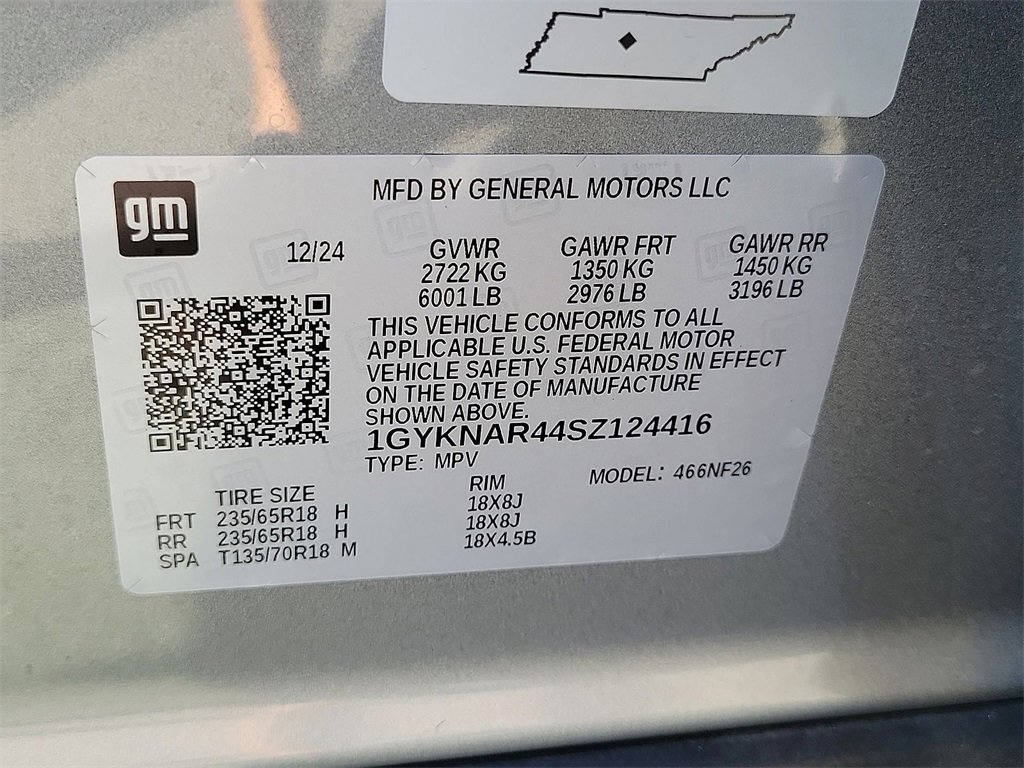 gm
MFD BY GENERAL MOTORS LLC
12/24
GVWR GAWR FRT GAWR RR
2722 KG 1350 KG 1450 KG
6001 LB 2976 LB 3196 LB
THIS VEHICLE CONFORMS TO ALL
APPLICABLE U.S. FEDERAL MOTOR
VEHICLE SAFETY STANDARDS IN EFFECT
ON THE DATE OF MANUFACTURE
SHOWN ABOVE.
1GYKNAR44SZ124416
TYPE: MPV MODEL: 466NF26
TIRE SIZE RIM
FRT 235/65R18 H 18X8J
RR 235/65R18 H 18X8J
SPA T135/70R18 M 18X4.5B